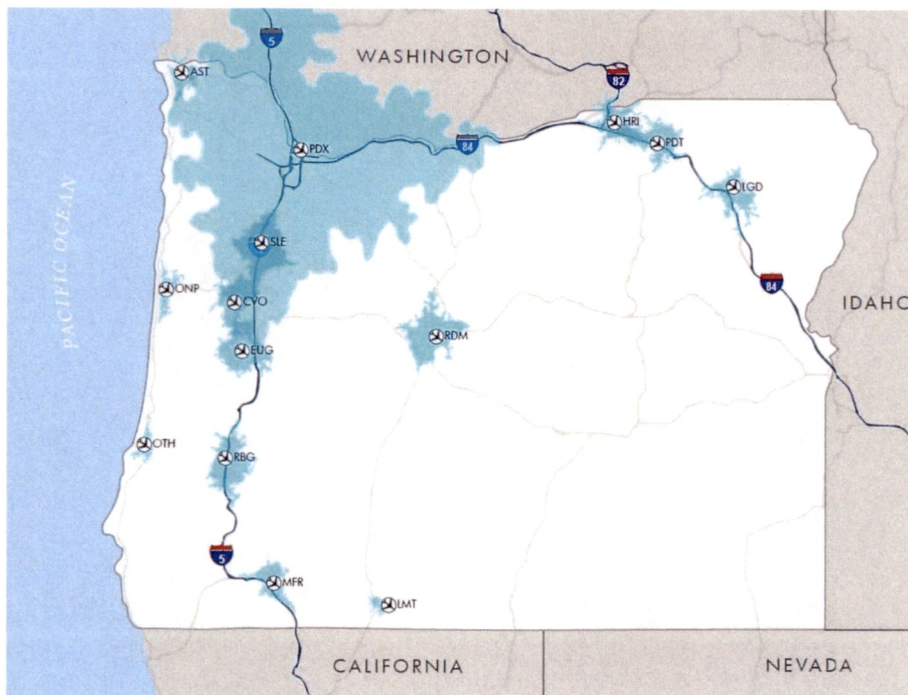 5
WASHINGTON
82
AST
HRI
PDX
84
PDT
LGD
PACIFIC OCEAN
SLE
84
ONP
CVO
IDAHO
RDM
EUG
OTH
RBG
5
MFR
LMT
CALIFORNIA
NEVADA